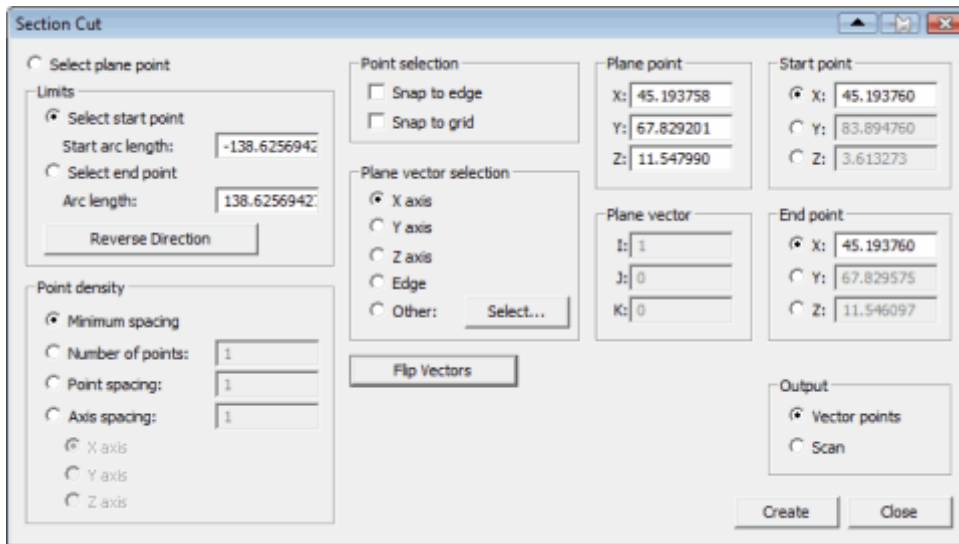 Section Cut
Select plane point
Limits
Select start point
Start arc length: -138.6256942
Select end point
Arc length: 138.6256942
Reverse Direction
Point density
Minimum spacing
Number of points: 1
Point spacing: 1
Axis spacing: 1
X axis
Y axis
Z axis
Point selection
Snap to edge
Snap to grid
Plane vector selection
X axis
Y axis
Z axis
Edge
Other: Select...
Flip Vectors
Plane point
X: 45.193758
Y: 67.829201
Z: 11.547990
Plane vector
I: 1
J: 0
K: 0
Start point
X: 45.193760
Y: 83.894760
Z: 3.613273
End point
X: 45.193760
Y: 67.829575
Z: 11.546097
Output
Vector points
Scan
Create
Close